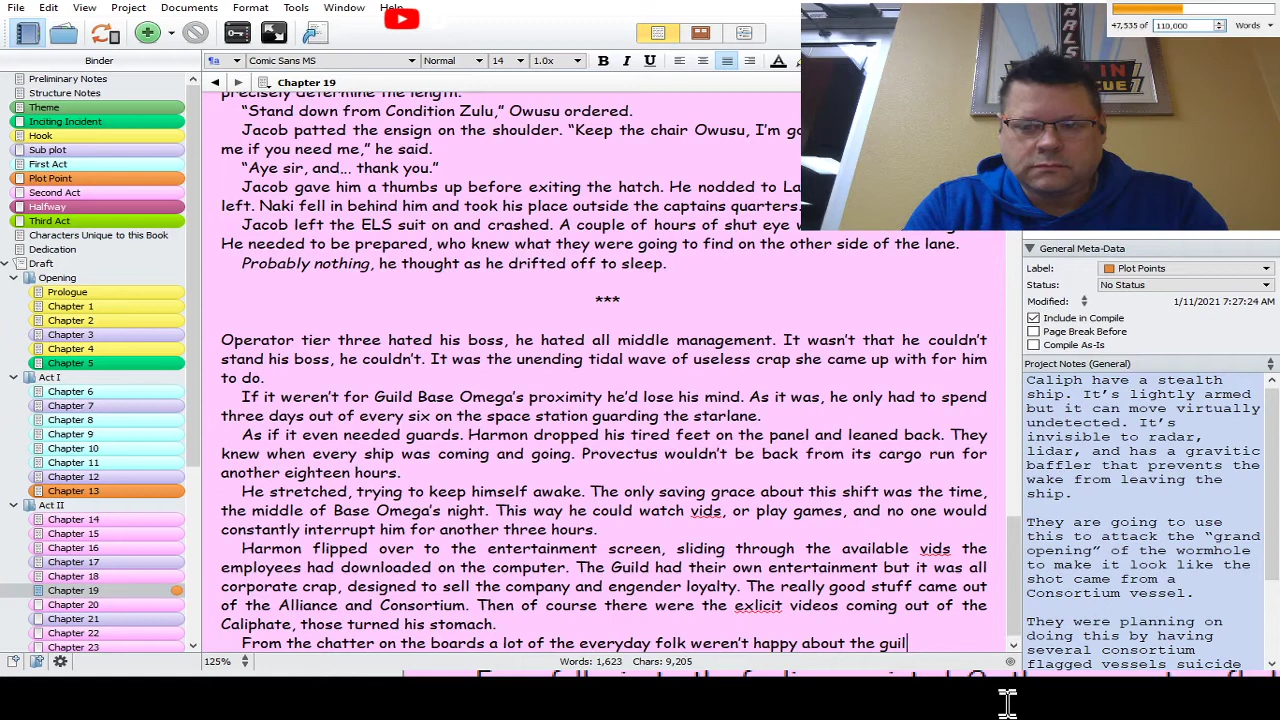 File Edit View Project Documents Format Tools Window Help
47,535 of 110,000 Words
Binder
Comic Sans MS Normal 14 1.0x B I U A
Chapter 19
Preliminary Notes
Structure Notes
Theme
Inciting Incident
Hook
Sub plot
First Act
Plot Point
Second Act
Halfway
Third Act
Characters Unique to this Book
Dedication
Draft
Opening
Prologue
Chapter 1
Chapter 2
Chapter 3
Chapter 4
Chapter 5
Act I
Chapter 6
Chapter 7
Chapter 8
Chapter 9
Chapter 10
Chapter 11
Chapter 12
Chapter 13
Act II
Chapter 14
Chapter 15
Chapter 16
Chapter 17
Chapter 18
Chapter 19
Chapter 20
Chapter 21
Chapter 22
Chapter 23
precisely determine the length.
“Stand down from Condition Zulu,” Owusu ordered.
Jacob patted the ensign on the shoulder. “Keep the chair Owusu, I’m
me if you need me,” he said.
“Aye sir, and... thank you.”
Jacob gave him a thumbs up before exiting the hatch. He nodded to
left. Naki fell in behind him and took his place outside the captains quarters.
Jacob left the ELS suit on and crashed. A couple of hours of shut eye
He needed to be prepared, who knew what they were going to find on the other side of the lane.
Probably nothing, he thought as he drifted off to sleep.
***
Operator tier three hated his boss, he hated all middle management. It wasn’t that he couldn’t
stand his boss, he couldn’t. It was the unending tidal wave of useless crap she came up with for him
to do.
If it weren’t for Guild Base Omega’s proximity he’d lose his mind. As it was, he only had to spend
three days out of every six on the space station guarding the starlane.
As if it even needed guards. Harmon dropped his tired feet on the panel and leaned back. They
knew when every ship was coming and going. Provectus wouldn’t be back from its cargo run for
another eighteen hours.
He stretched, trying to keep himself awake. The only saving grace about this shift was the time,
the middle of Base Omega’s night. This way he could watch vids, or play games, and no one would
constantly interrupt him for another three hours.
Harmon flipped over to the entertainment screen, sliding through the available vids the
employees had downloaded on the computer. The Guild had their own entertainment but it was all
corporate crap, designed to sell the company and engender loyalty. The really good stuff came out
of the Alliance and Consortium. Then of course there were the exlicit videos coming out of the
Caliphate, those turned his stomach.
From the chatter on the boards a lot of the everyday folk weren’t happy about the guil
125% Words: 1,623 Chars: 9,205
General Meta-Data
Label: Plot Points
Status: No Status
Modified: 1/11/2021 7:27:24 AM
Include in Compile
Page Break Before
Compile As-Is
Project Notes (General)
Caliph have a stealth
ship. It’s lightly armed
but it can move virtually
undetected. It’s
invisible to radar,
lidar, and has a gravitic
baffler that prevents the
wake from leaving the
ship.
They are going to use
this to attack the “grand
opening” of the wormhole
to make it look like the
shot came from a
Consortium vessel.
They were planning on
doing this by having
several consortium
flagged vessels suicide